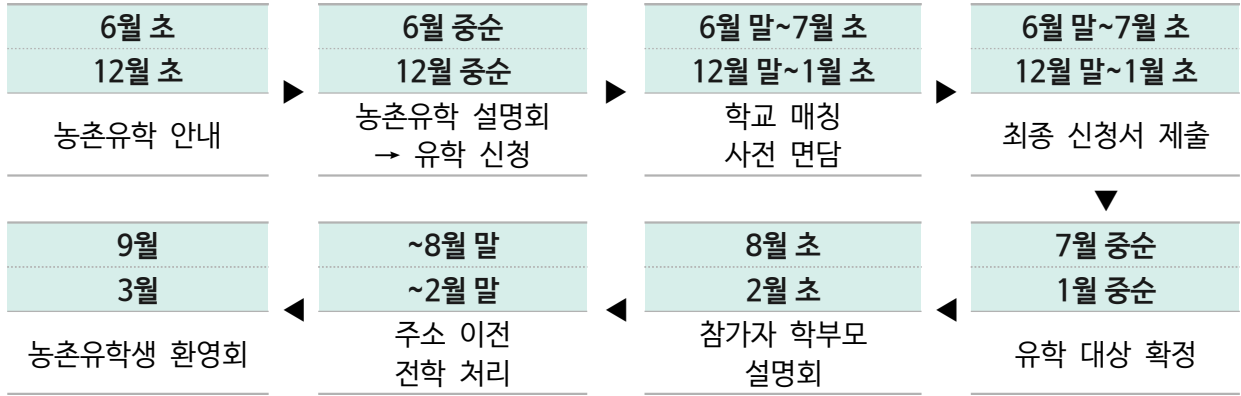 6월 초
12월 초
농촌유학 안내
▶
6월 중순
12월 중순
농촌유학 설명회
→ 유학 신청
▶
6월 말~7월 초
12월 말~1월 초
학교 매칭
사전 면담
▶
6월 말~7월 초
12월 말~1월 초
최종 신청서 제출
▼
7월 중순
1월 중순
유학 대상 확정
◀
8월 초
2월 초
참가자 학부모
설명회
◀
~8월 말
~2월 말
주소 이전
전학 처리
◀
9월
3월
농촌유학생 환영회